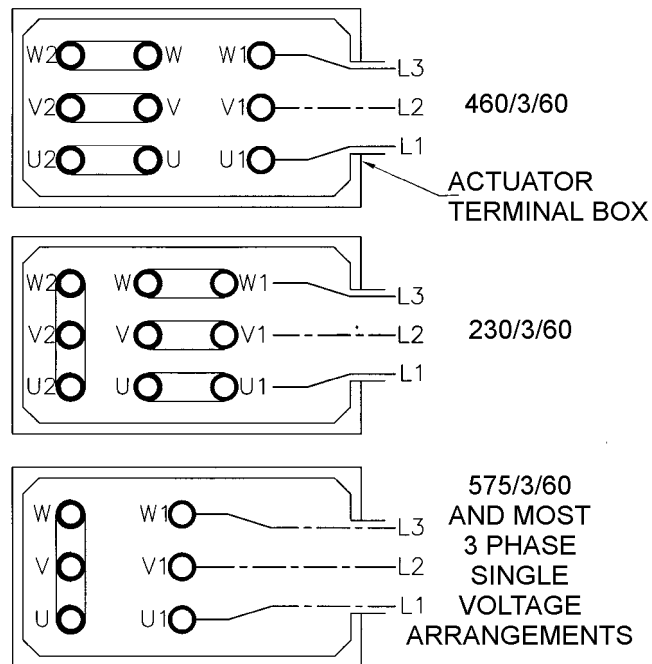 W2 W W1 L3
V2 V V1 L2 460/3/60
U2 U U1 L1
ACTUATOR
TERMINAL BOX
W2 W W1 L3
V2 V V1 L2 230/3/60
U2 U U1 L1
575/3/60
W W1 L3 AND MOST
3 PHASE
V V1 L2 SINGLE
U U1 L1 VOLTAGE
ARRANGEMENTS